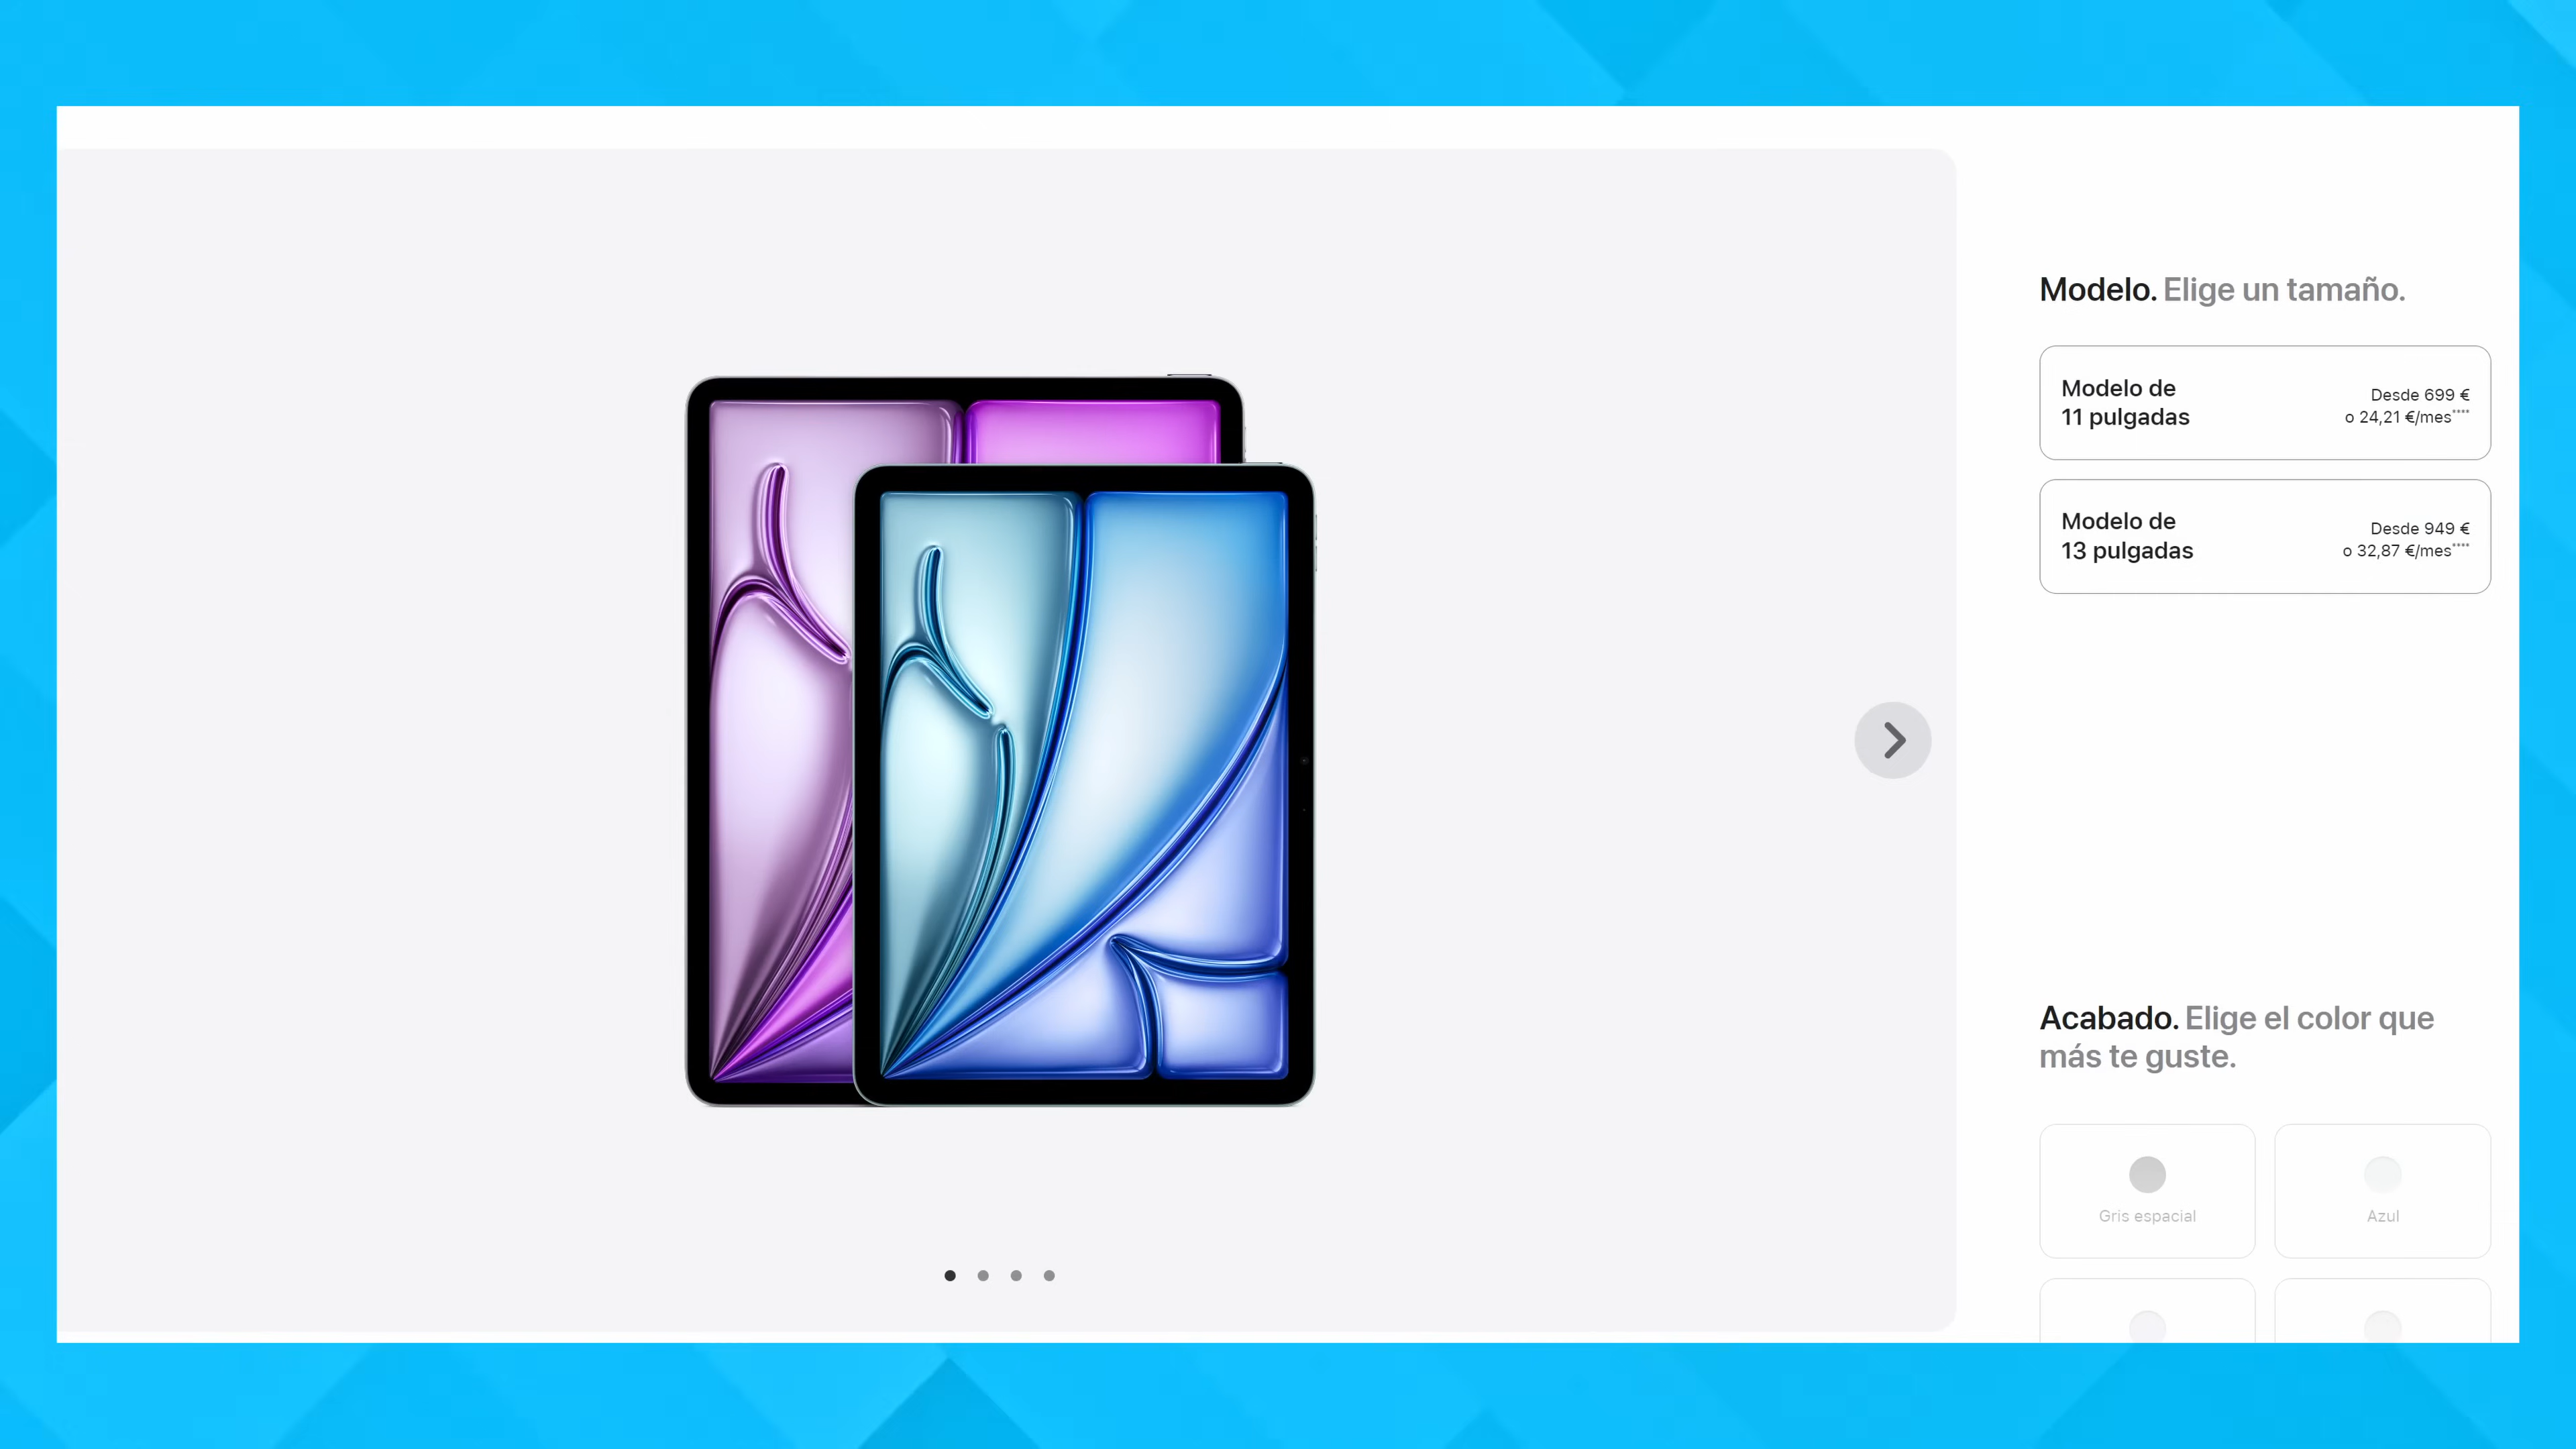 Modelo. Elige un tamaño.
Modelo de
11 pulgadas
Desde 699 €
o 24,21 €/mes****
Modelo de
13 pulgadas
Desde 949 €
o 32,87 €/mes****
Acabado. Elige el color que
más te guste.
Gris espacial
Azul